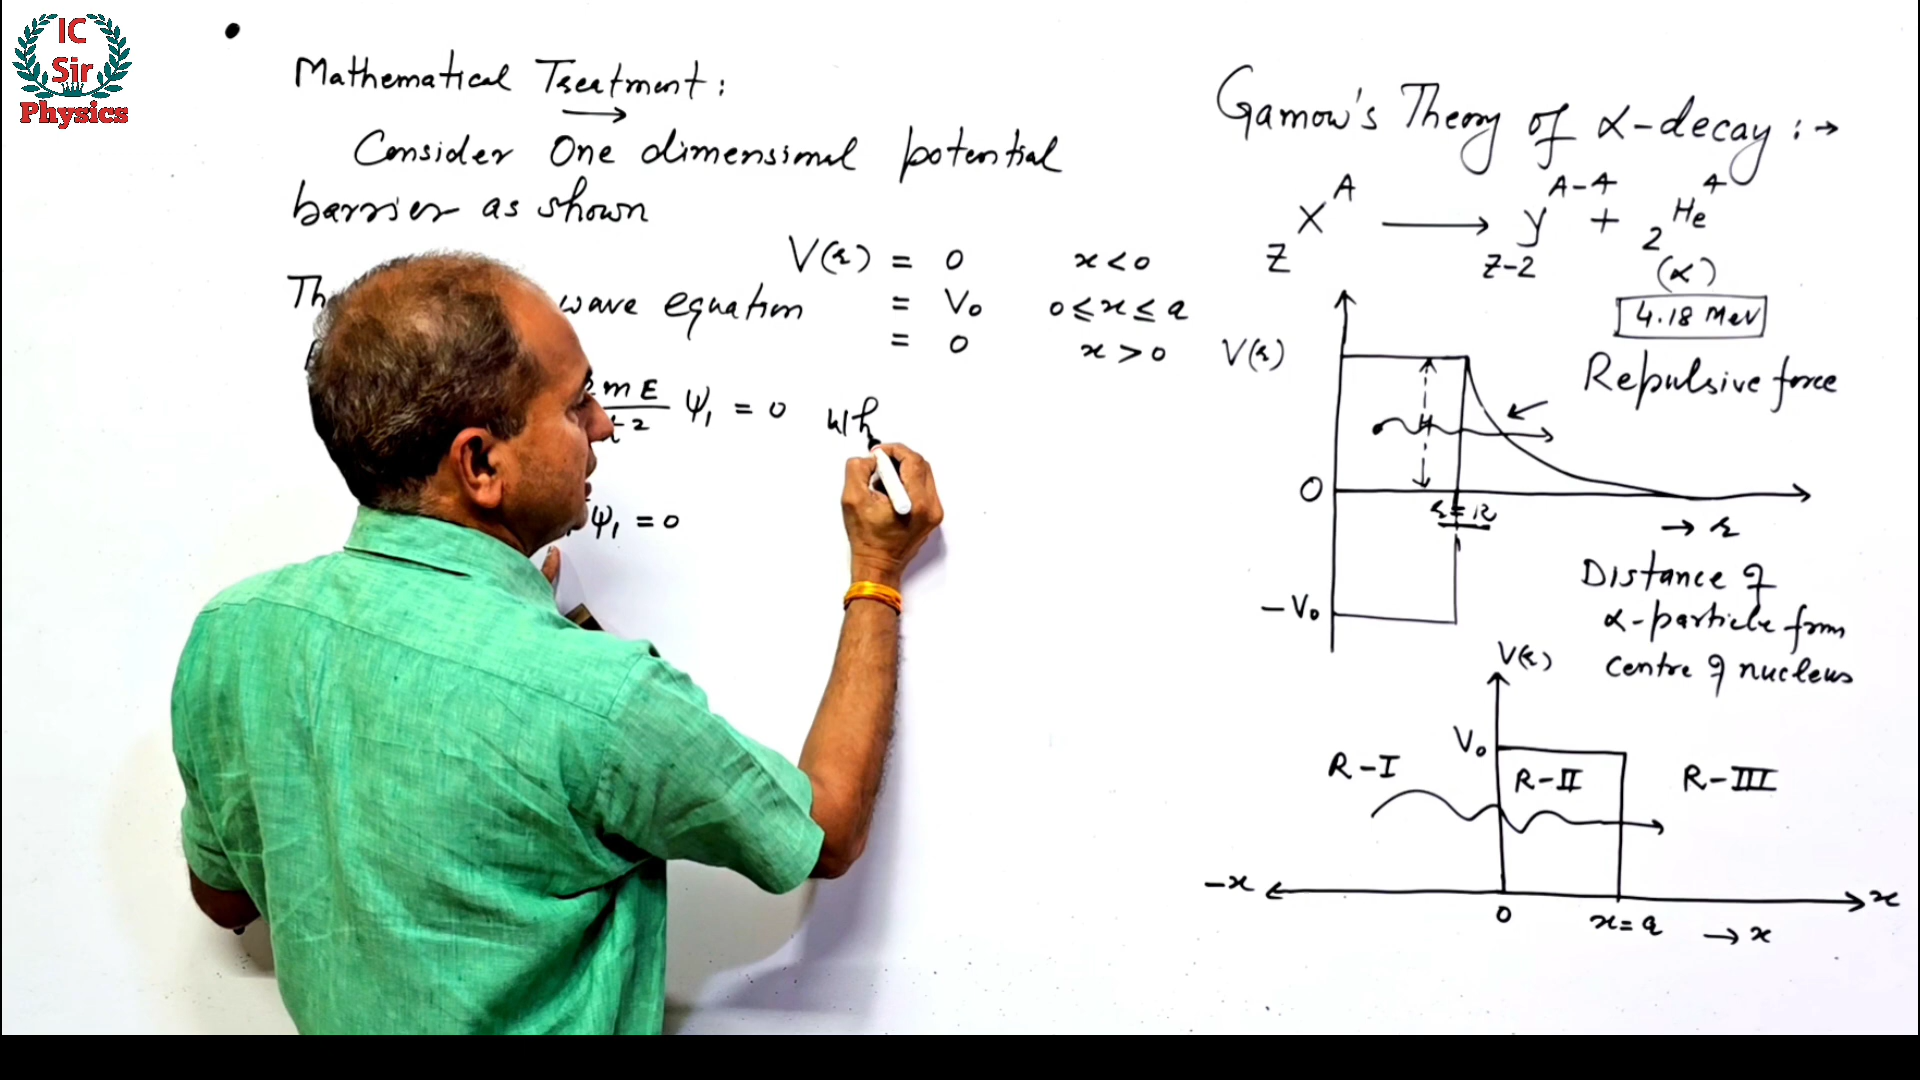 IC
Sir
Physics
Mathematical Treatment:
Consider One dimensional potential
barrier as shown
V(r) = 0 x<0
wave equation = V₀ 0≤x≤a
= 0 x>0
mE ψ₁ = 0 wh
ψ₁ = 0
Gamow's Theory of α-decay:→
X A → y A-4 + He 4
Z Z-2 2
(α)
4.18 MeV
V(r)
Repulsive force
0
r=R
→ r
-V₀
Distance of
α-particle from
centre of nucleus
V(r)
V₀
R-I R-II R-III
-x x
0 x=a → x